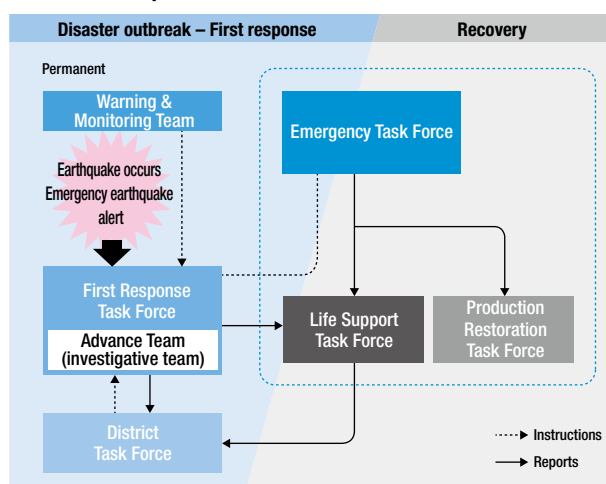 Disaster outbreak – First response
Recovery
Permanent
Warning &
Monitoring Team
Emergency Task Force
Earthquake occurs
Emergency earthquake
alert
First Response
Task Force
Advance Team
(investigative team)
Life Support
Task Force
Production
Restoration
Task Force
District
Task Force
Instructions
Reports